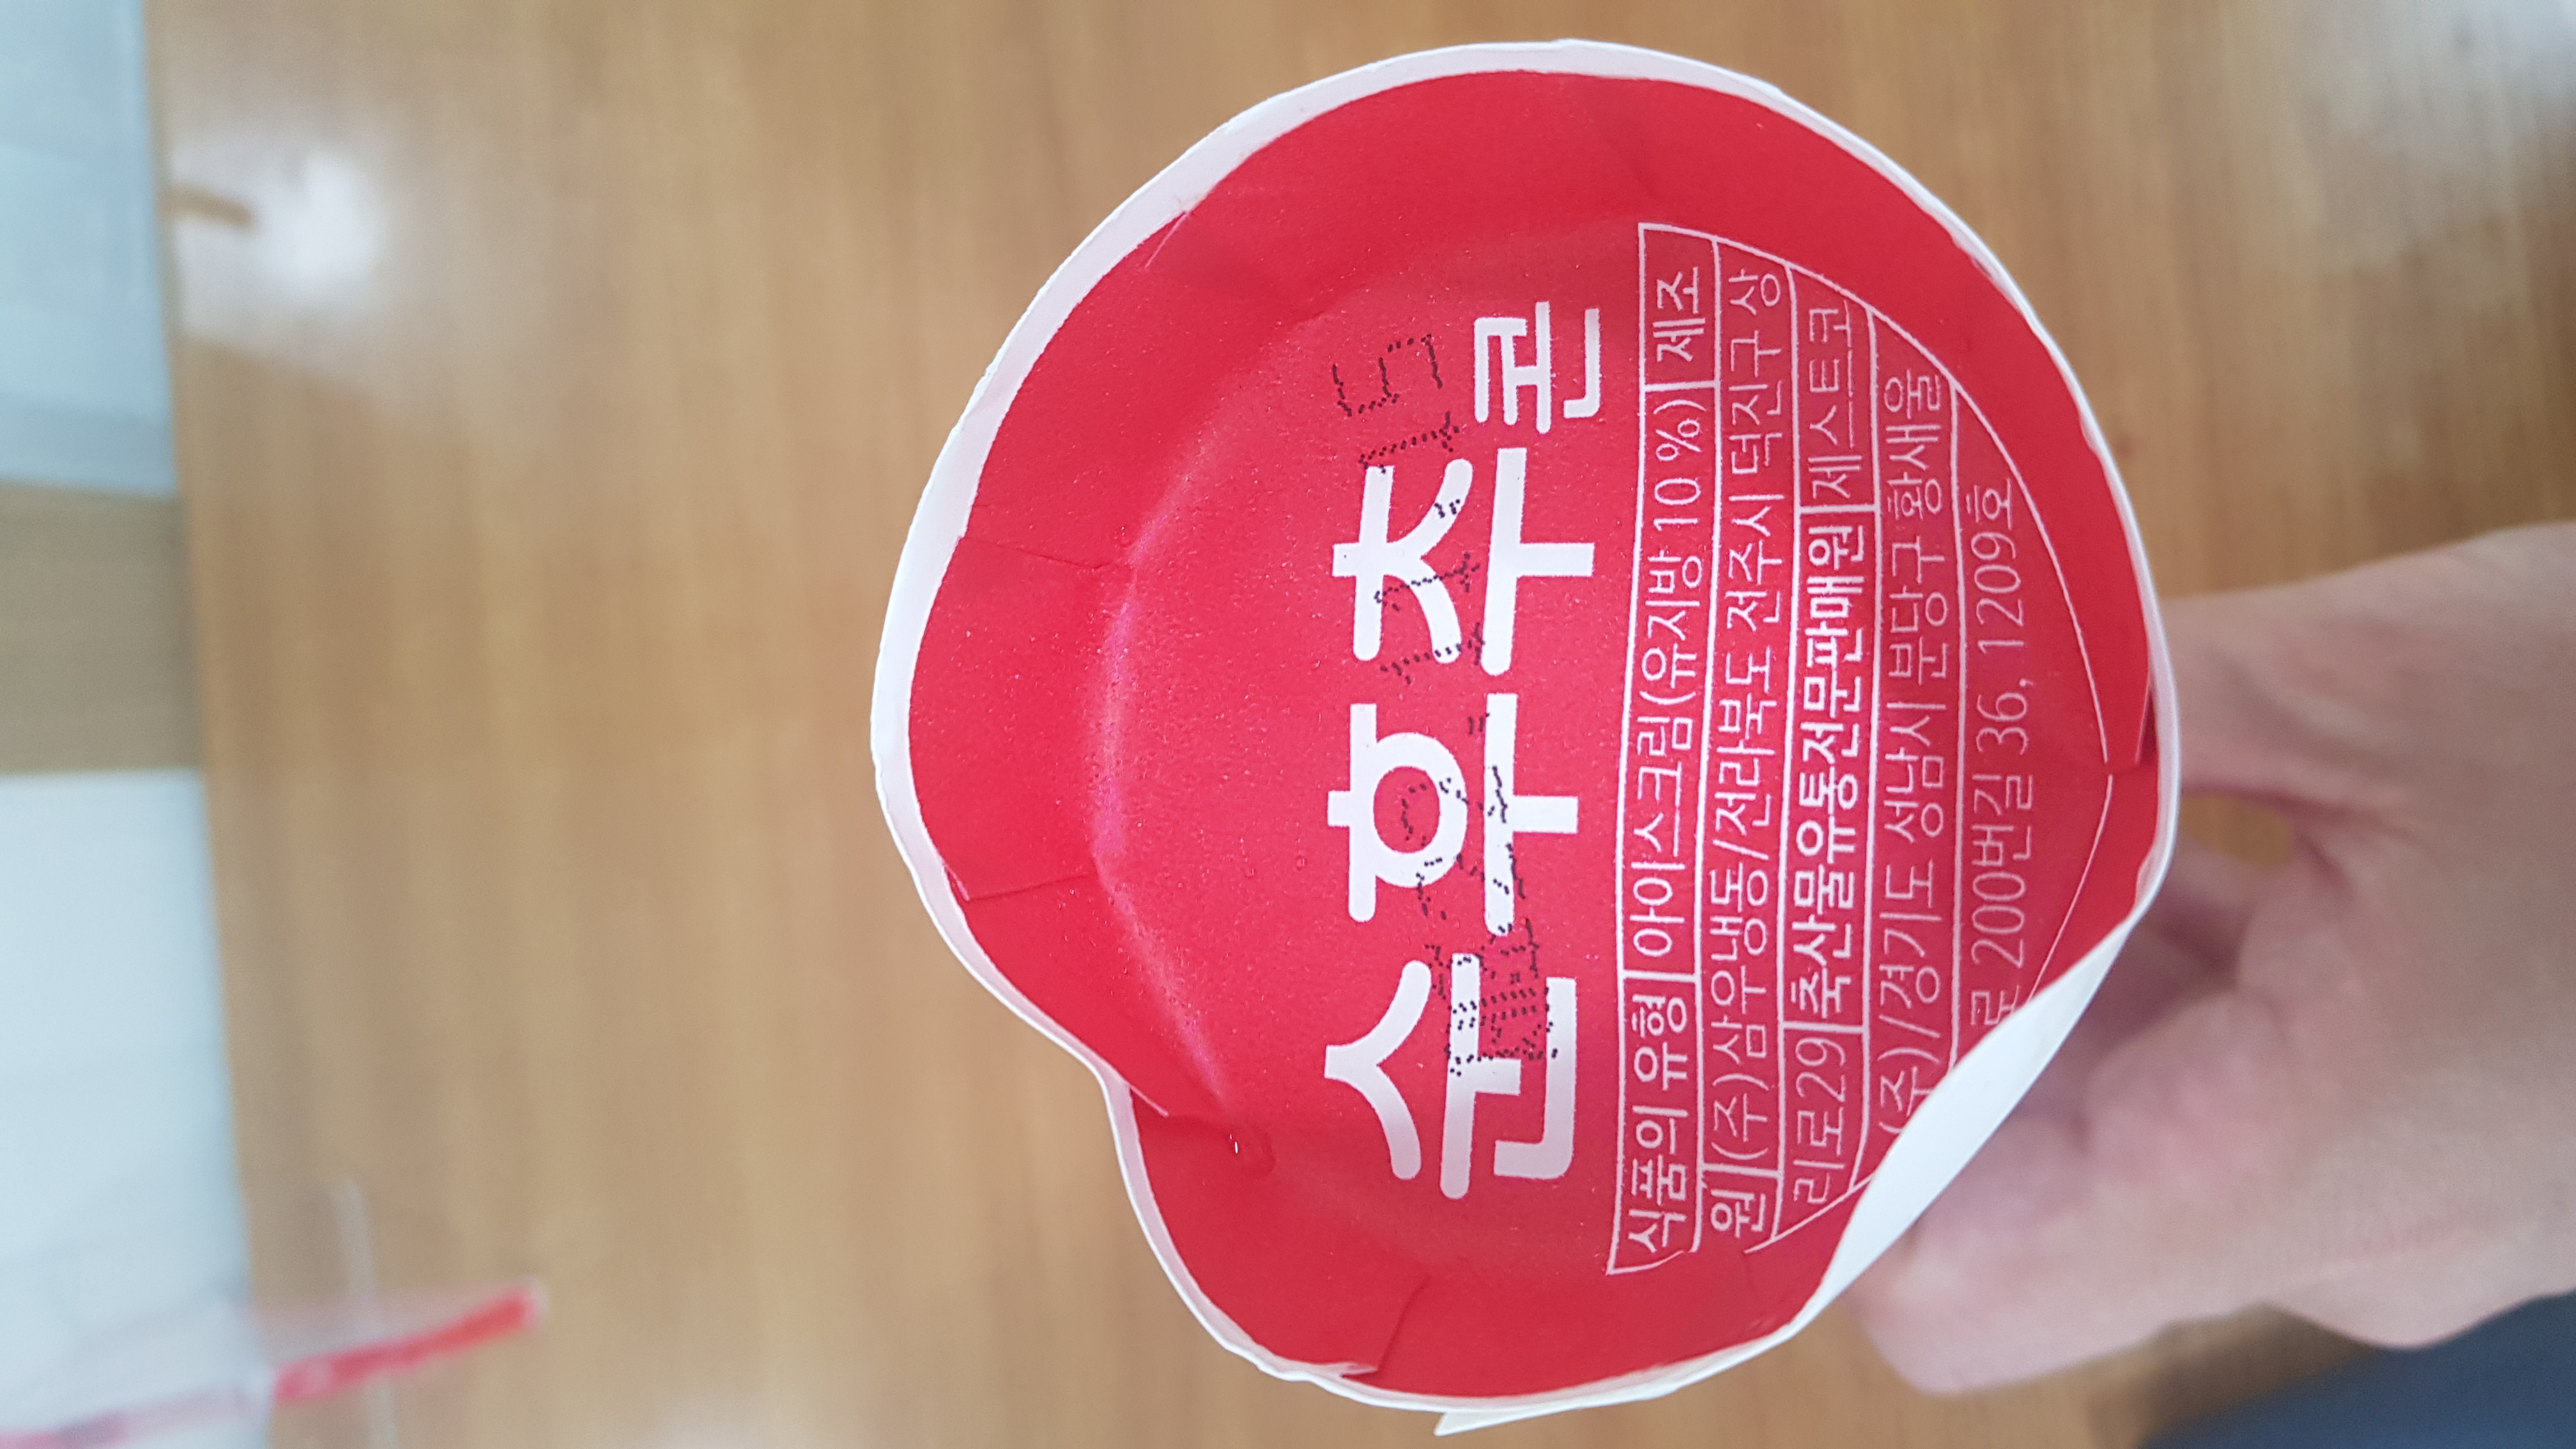 순후추콘
식품의 유형 아이스크림(유지방 10 %) 제조
원 (주)삼우냉동/전라북도 전주시 덕진구 상
리로29 축산물유통전문판매원 제스트코
(주)/경기도 성남시 분당구 황새울
로 200번길 36, 1209호